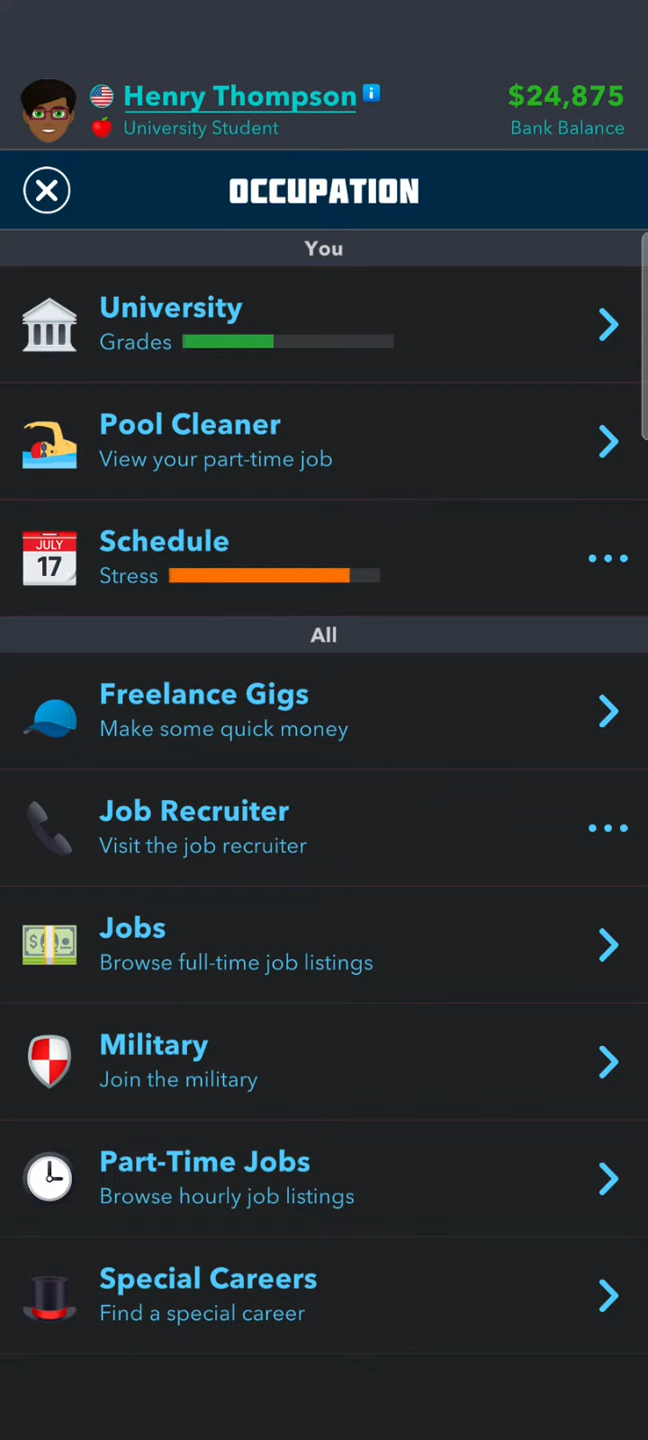 Henry Thompson
University Student
$24,875
Bank Balance
OCCUPATION
You
University
Grades
Pool Cleaner
View your part-time job
JULY
17
Schedule
Stress
All
Freelance Gigs
Make some quick money
Job Recruiter
Visit the job recruiter
Jobs
Browse full-time job listings
Military
Join the military
Part-Time Jobs
Browse hourly job listings
Special Careers
Find a special career